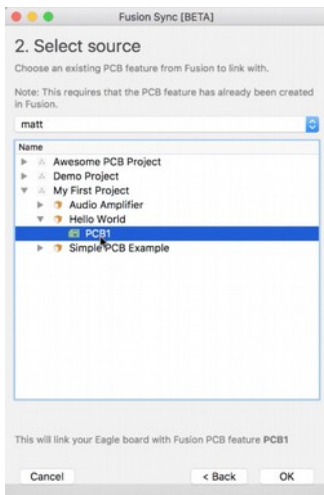 Fusion Sync [BETA]
2. Select source
Choose an existing PCB feature from Fusion to link with.
Note: This requires that the PCB feature has already been created
in Fusion.
matt
Name
Awesome PCB Project
Demo Project
My First Project
Audio Amplifier
Hello World
PCB1
Simple PCB Example
This will link your Eagle board with Fusion PCB feature PCB1
Cancel
< Back
OK